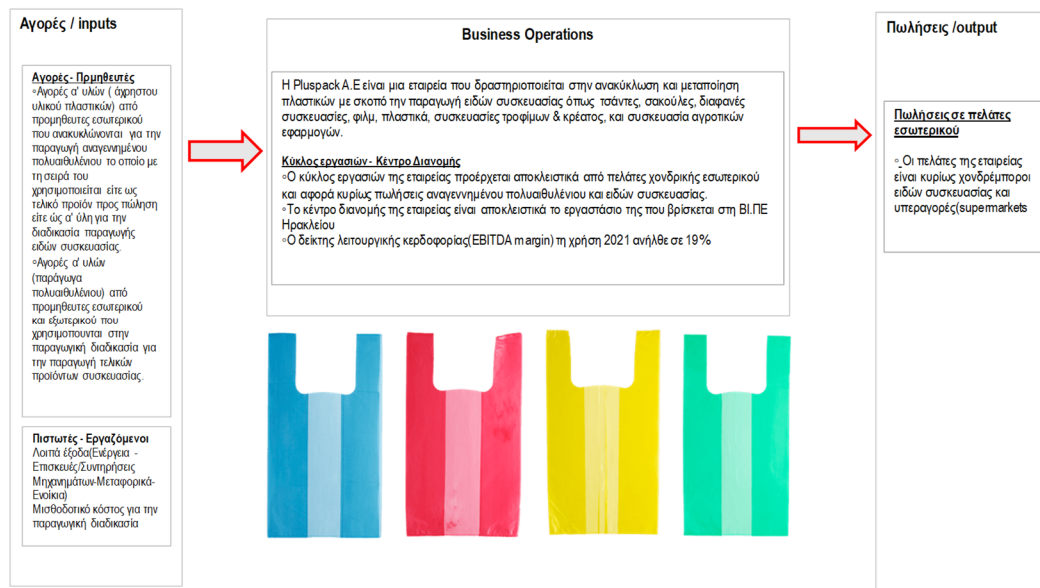 Αγορές / inputs
Αγορές - Πρμηθευτές
◦Αγορές α' υλών ( άχρηστου
υλικού πλαστικών) από
προμηθευτες εσωτερικού
που ανακυκλώνονται για την
παραγωγή αναγεννημένου
πολυαιθυλένιου το οποίο με
τη σειρά του
χρησιμοποιείται είτε ως
τελικό προϊόν προς πώληση
είτε ώς α' ύλη για την
διαδικασία παραγωγής
ειδών συσκευασίας.
◦Αγορές α' υλών
(παράγωγα
πολυαιθυλένιου) από
προμηθευτες εσωτερικού
και εξωτερικού που
χρησιμοπουνται στην
παραγωγική διαδικασία για
την παραγωγή τελικών
προϊόντων συσκευασίας.
Πιστωτές - Εργαζόμενοι
Λοιπά έξοδα(Ενέργεια -
Επισκευές/Συντηρήσεις
Μηχανημάτων-Μεταφορικά-
Ενοίκια)
Μισθοδοτικό κόστος για την
παραγωγική διαδικασία
Business Operations
Η Pluspack Α.Ε είναι μια εταιρεία που δραστηριοποιείται στην ανακύκλωση και μεταποίηση
πλαστικών με σκοπό την παραγωγή ειδών συσκευασίας όπως τσάντες, σακούλες, διαφανές
συσκευασίες, φιλμ, πλαστικά, συσκευασίες τροφίμων & κρέατος, και συσκευασία αγροτικών
εφαρμογών.
Κύκλος εργασιών - Κέντρο Διανομής
◦Ο κύκλος εργασιών της εταιρείας προέρχεται αποκλειστικά από πελάτες χονδρικής εσωτερικού
και αφορά κυρίως πωλήσεις αναγεννημένου πολυαιθυλένιου και ειδών συσκευασίας.
◦Το κέντρο διανομής της εταιρείας είναι αποκλειστικά το εργαστάσιο της που βρίσκεται στη ΒΙ.ΠΕ
Ηρακλείου
◦Ο δείκτης λειτουργικής κερδοφορίας(EBITDA margin) τη χρήση 2021 ανήλθε σε 19%
Πωλήσεις /output
Πωλήσεις σε πελάτες
εσωτερικού
◦ Οι πελάτες της εταιρείας
είναι κυρίως χονδρέμποροι
ειδών συσκευασίας και
υπεραγορές(supermarkets